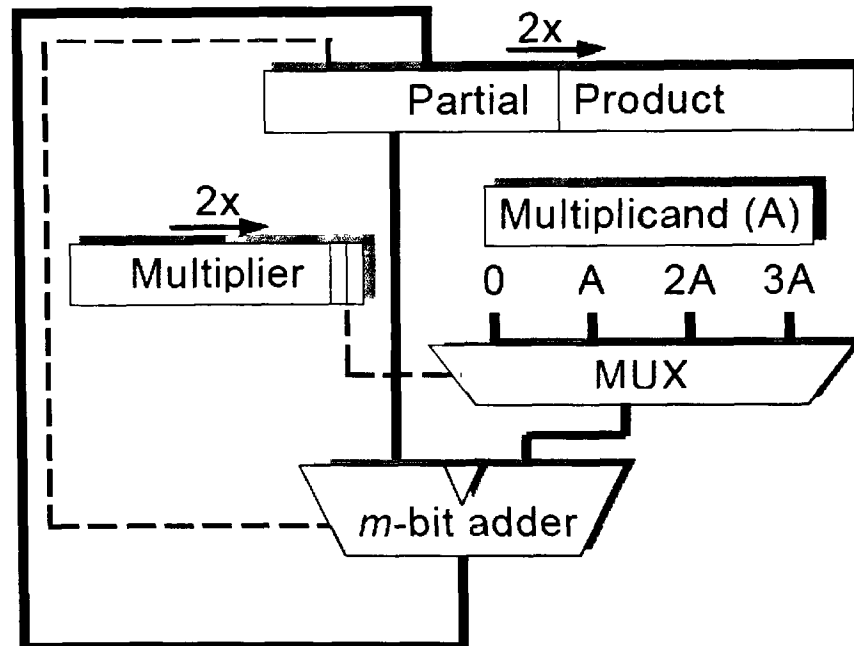 2x
Partial Product
Multiplicand (A)
2x
Multiplier
0 A 2A 3A
MUX
m-bit adder